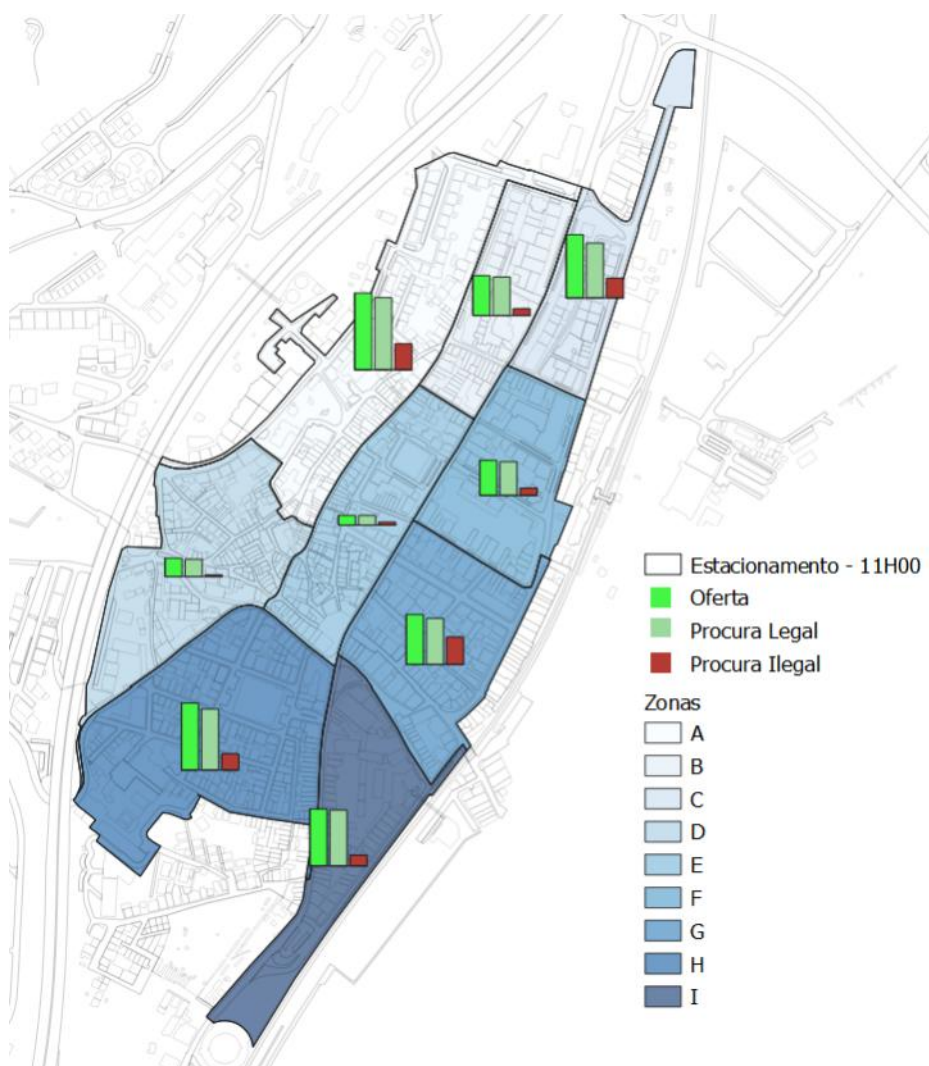 Estacionamento - 11H00
Oferta
Procura Legal
Procura Ilegal
Zonas
A
B
C
D
E
F
G
H
I